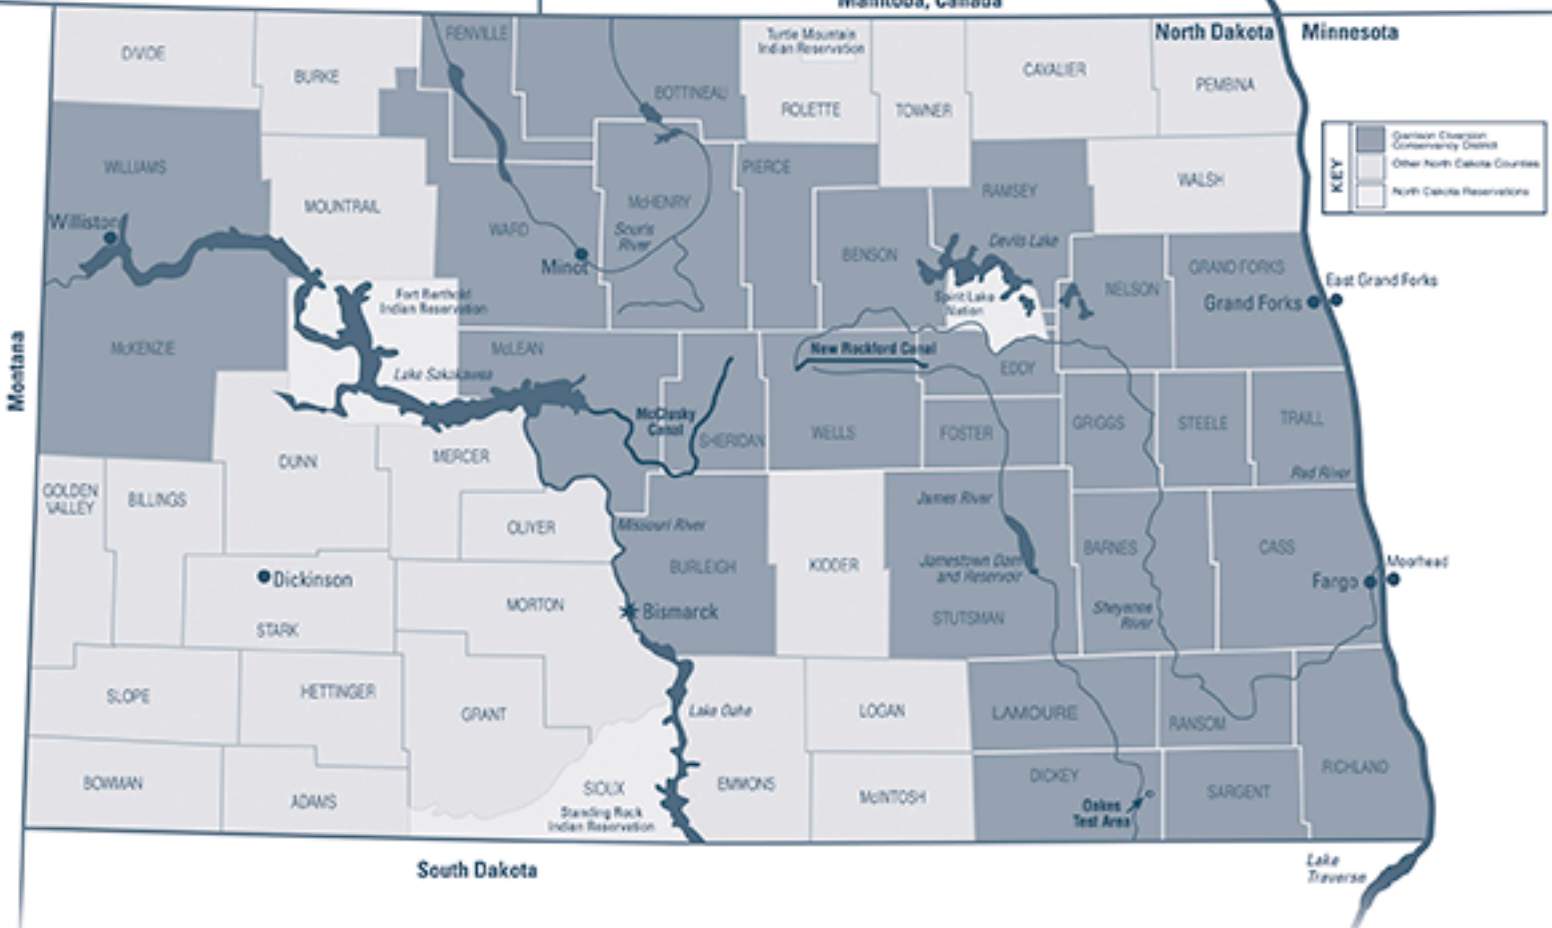 Manitoba, Canada
North Dakota
Minnesota
DIVIDE
BURKE
RENVILLE
BOTTINEAU
Turtle Mountain
Indian Reservation
ROLETTE
TOWNER
CAVALIER
PEMBINA
KEY
Garrison Diversion
Conservancy District
Other North Dakota Counties
North Dakota Reservations
WILLIAMS
Williston
MOUNTRAIL
WARD
Minot
McHENRY
Souris
River
PIERCE
BENSON
RAMSEY
Devils Lake
WALSH
Spirit Lake
Nation
NELSON
GRAND FORKS
Grand Forks
East Grand Forks
Montana
McKENZIE
Fort Berthold
Indian Reservation
McLEAN
Lake Sakakawea
McClusky
Canal
SHERIDAN
New Rockford Canal
WELLS
EDDY
FOSTER
GRIGGS
STEELE
TRAILL
Red River
GOLDEN
VALLEY
BILLINGS
DUNN
MERCER
OLIVER
Missouri River
BURLEIGH
KIDDER
James River
Jamestown Dam
and Reservoir
STUTSMAN
BARNES
Sheyenne
River
CASS
Fargo
Moorhead
Dickinson
STARK
MORTON
Bismarck
SLOPE
HETTINGER
GRANT
Lake Oahe
LOGAN
LAMOURE
RANSOM
RICHLAND
BOWMAN
ADAMS
SIOUX
Standing Rock
Indian Reservation
EMMONS
McINTOSH
DICKEY
Oakes
Test Area
SARGENT
South Dakota
Lake
Traverse